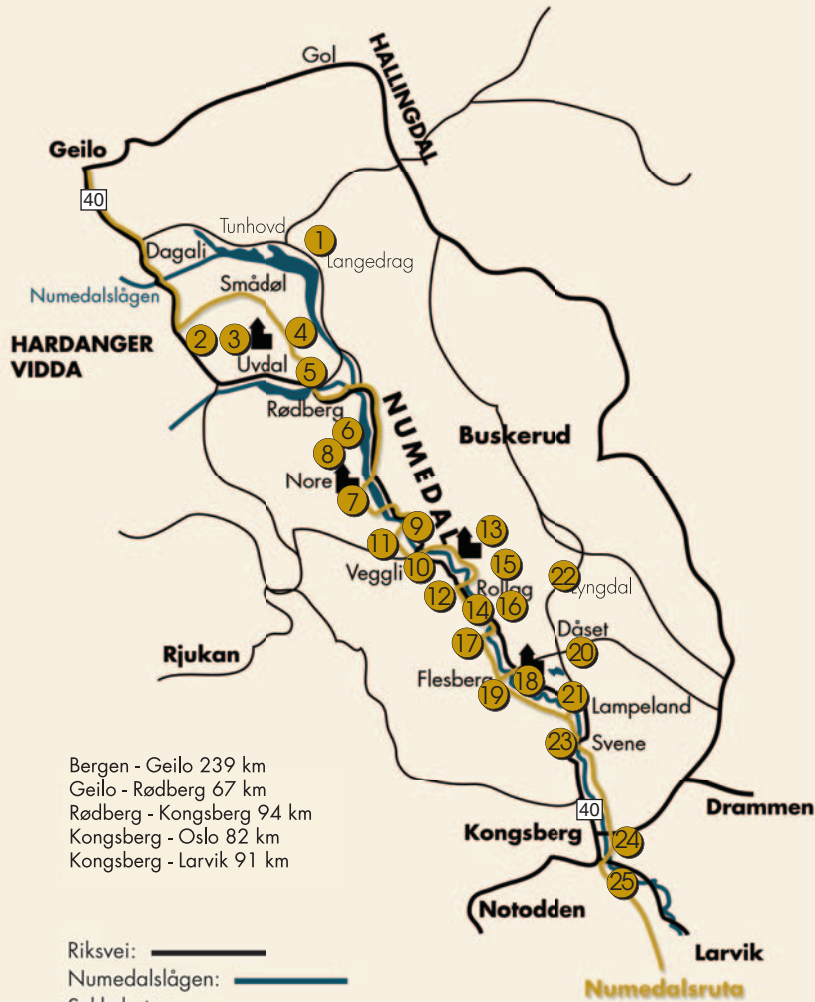 Gol
HALLINGDAL
Geilo
40
Tunhovd
1
Langedrag
Dagali
Smådøl
Numedalslågen
2
3
4
HARDANGER
VIDDA
Uvdal
5
Rødberg
NUMEDAL
6
Buskerud
8
Nore
7
9
13
11
Veggli
10
15
22
Lyngdal
12
Rollag
14
16
Dåset
17
20
Rjukan
Flesberg
18
19
21
Lampeland
23
Svene
Bergen - Geilo 239 km
Geilo - Rødberg 67 km
Rødberg - Kongsberg 94 km
Kongsberg - Oslo 82 km
Kongsberg - Larvik 91 km
40
Drammen
Kongsberg
24
25
Notodden
Larvik
Riksvei:
Numedalslågen:
Numedalsruta